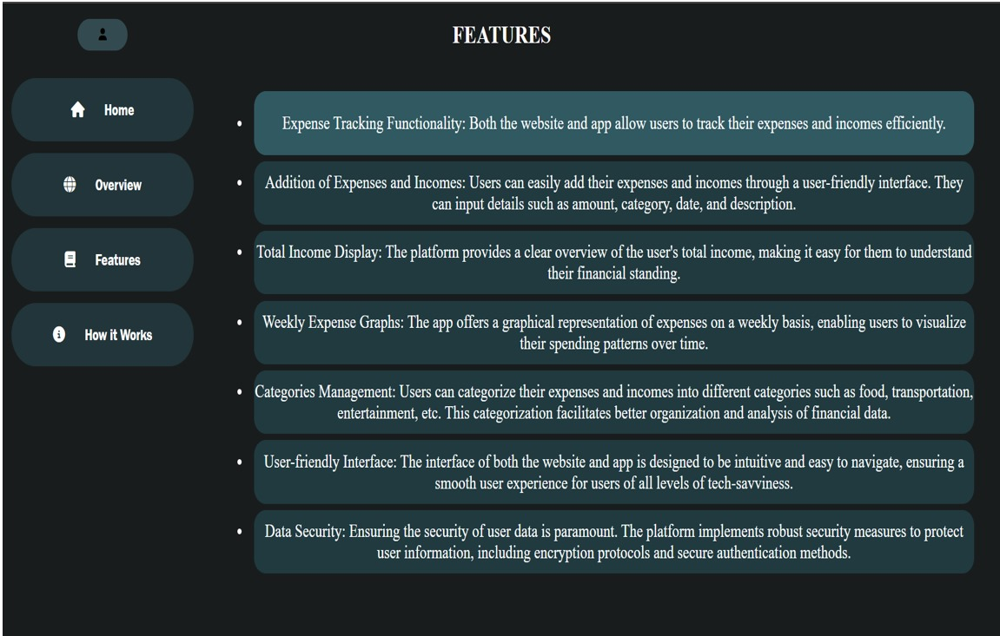 FEATURES
Home
Overview
Features
How it Works
• Expense Tracking Functionality: Both the website and app allow users to track their expenses and incomes efficiently.
• Addition of Expenses and Incomes: Users can easily add their expenses and incomes through a user-friendly interface. They
can input details such as amount, category, date, and description.
• Total Income Display: The platform provides a clear overview of the user's total income, making it easy for them to understand
their financial standing.
• Weekly Expense Graphs: The app offers a graphical representation of expenses on a weekly basis, enabling users to visualize
their spending patterns over time.
• Categories Management: Users can categorize their expenses and incomes into different categories such as food, transportation,
entertainment, etc. This categorization facilitates better organization and analysis of financial data.
• User-friendly Interface: The interface of both the website and app is designed to be intuitive and easy to navigate, ensuring a
smooth user experience for users of all levels of tech-savviness.
• Data Security: Ensuring the security of user data is paramount. The platform implements robust security measures to protect
user information, including encryption protocols and secure authentication methods.